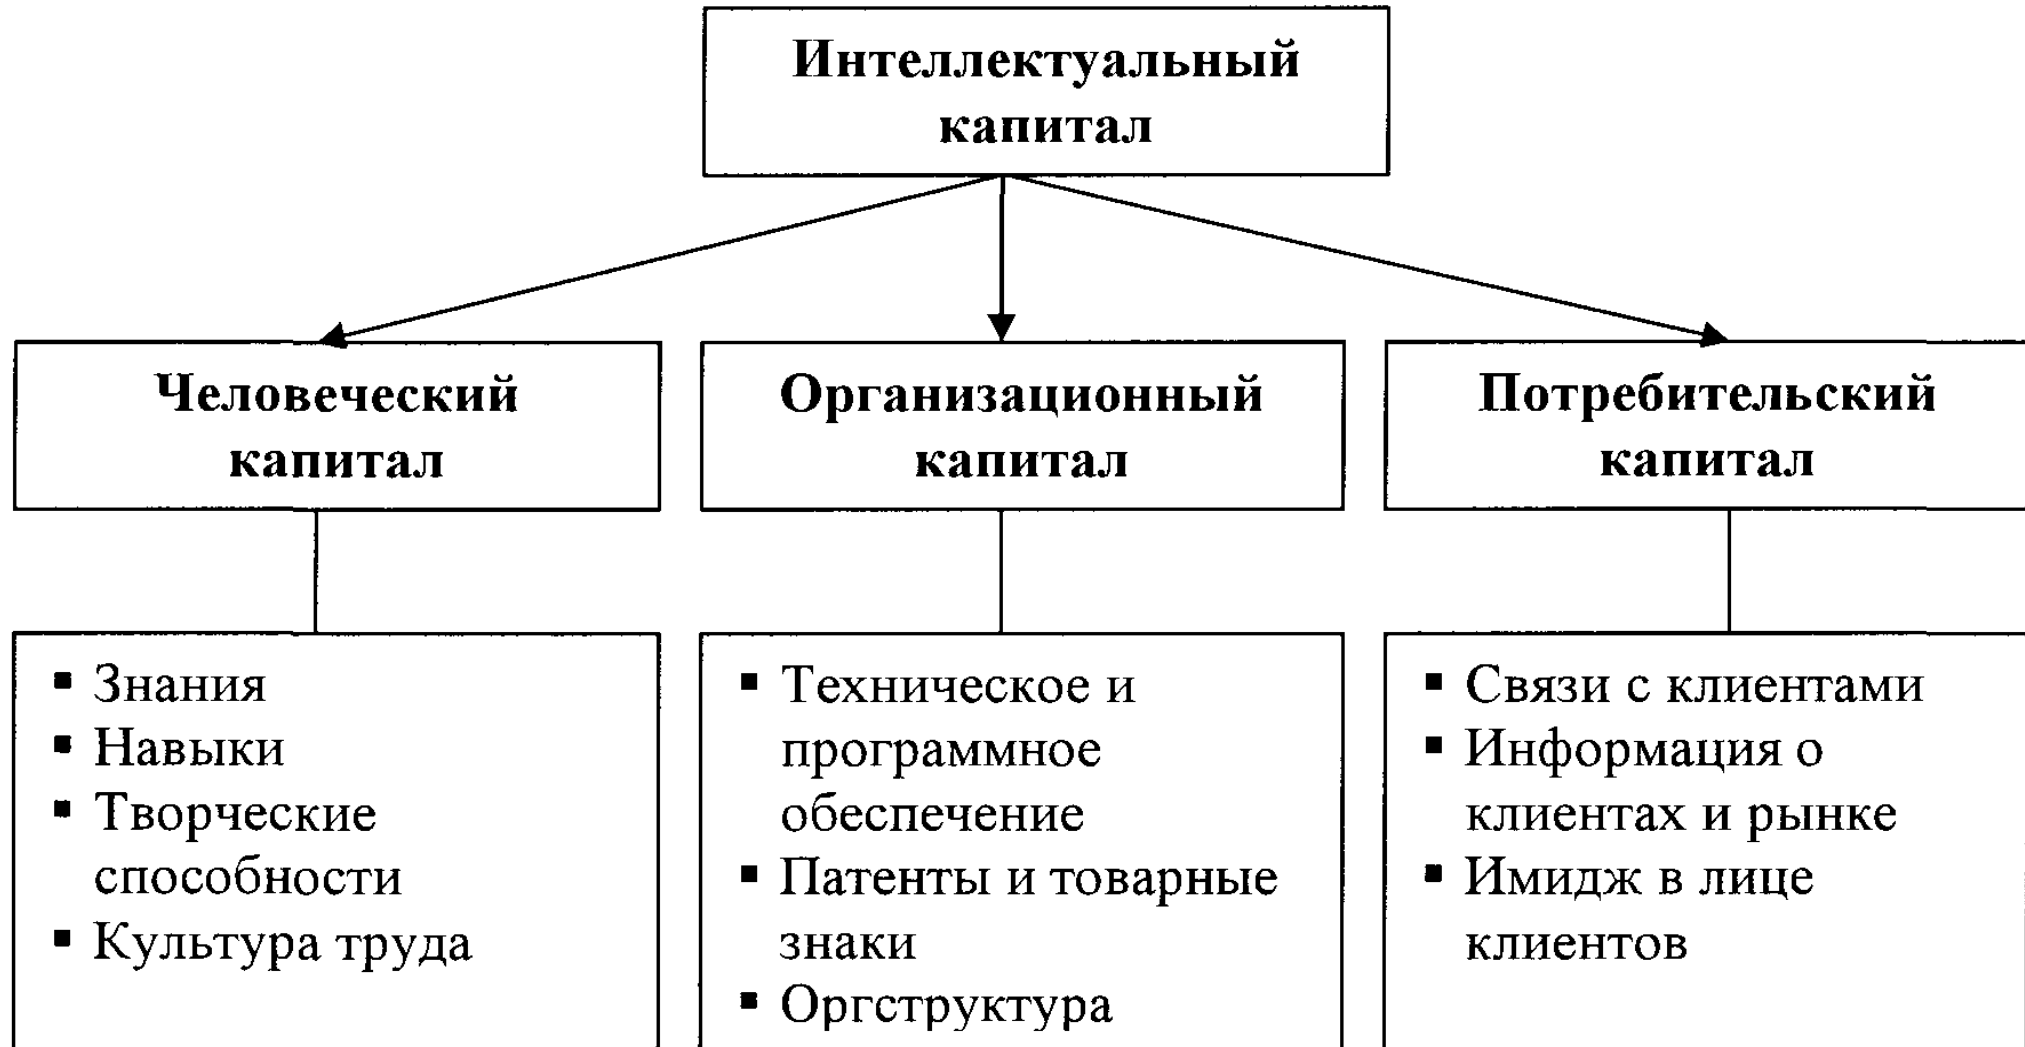 Интеллектуальный
капитал
Человеческий
капитал
Организационный
капитал
Потребительский
капитал
▪ Знания
▪ Навыки
▪ Творческие
способности
▪ Культура труда
▪ Техническое и
программное
обеспечение
▪ Патенты и товарные
знаки
▪ Оргструктура
▪ Связи с клиентами
▪ Информация о
клиентах и рынке
▪ Имидж в лице
клиентов